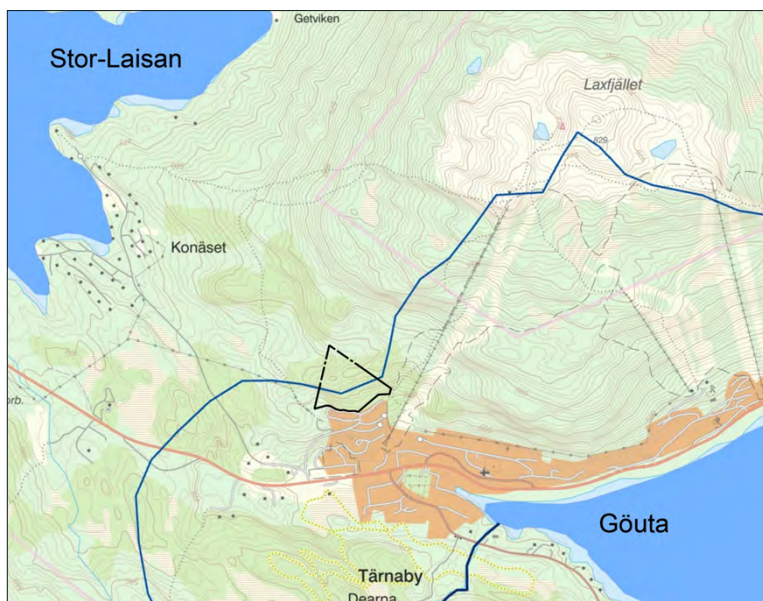 Getviken
Stor-Laisan
Laxfjället
829
Konäset
orb.
Göuta
Tärnaby
Dearna